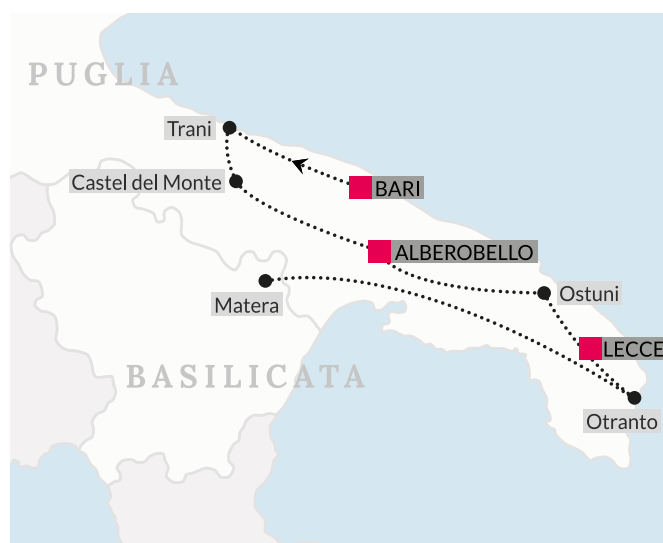 PUGLIA
Trani
Castel del Monte
BARI
ALBEROBELLO
Matera
Ostuni
LECCE
BASILICATA
Otranto